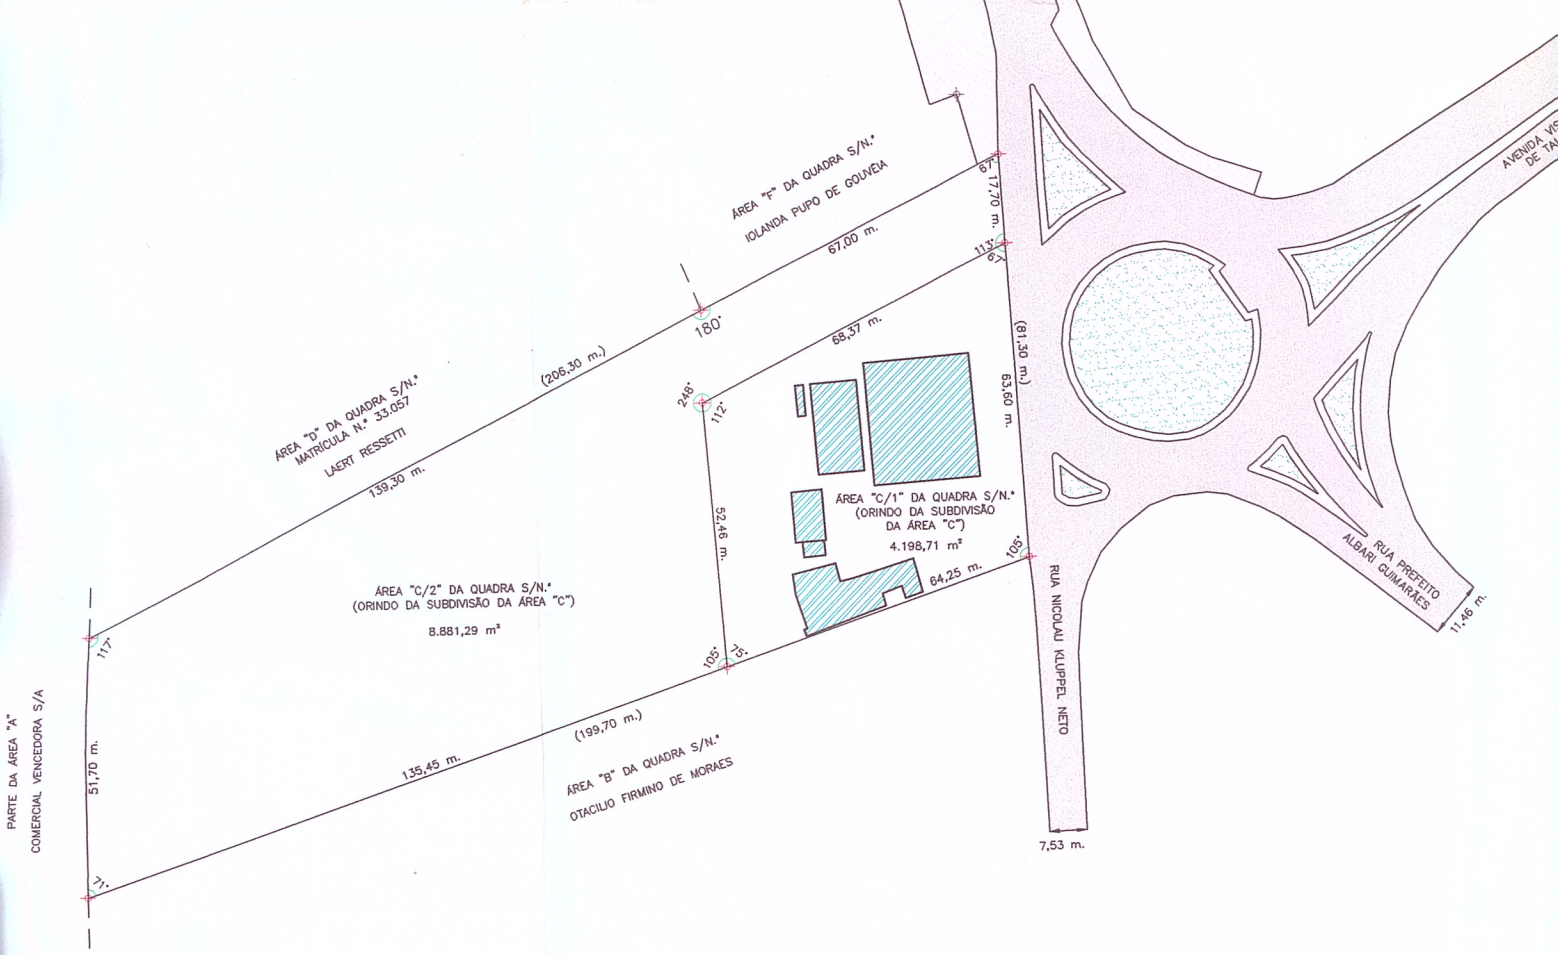 ÁREA "F" DA QUADRA S/N.°
IOLANDA PUPO DE GOUVÊIA
67,00 m.
67°
17,70 m.
113°
67°
180°
(206,30 m.)
68,37 m.
(81,30 m.)
63,60 m.
248°
112°
ÁREA "D" DA QUADRA S/N.°
MATRÍCULA N.° 33.057
LAERT RESSETTI
139,30 m.
52,46 m.
ÁREA "C/1" DA QUADRA S/N.°
(ORINDO DA SUBDIVISÃO
DA ÁREA "C")
4.198,71 m²
105°
64,25 m.
ÁREA "C/2" DA QUADRA S/N.°
(ORINDO DA SUBDIVISÃO DA ÁREA "C")
8.881,29 m²
117°
105°
75°
PARTE DA ÁREA "A"
COMERCIAL VENCEDORA S/A
51,70 m.
71°
135,45 m.
(199,70 m.)
ÁREA "B" DA QUADRA S/N.°
OTACILIO FIRMINO DE MORAES
RUA NICOLAU KLUPPEL NETO
7,53 m.
RUA PREFEITO
ALBARI GUIMARÃES
11,46 m.
AVENIDA VIS
DE TA